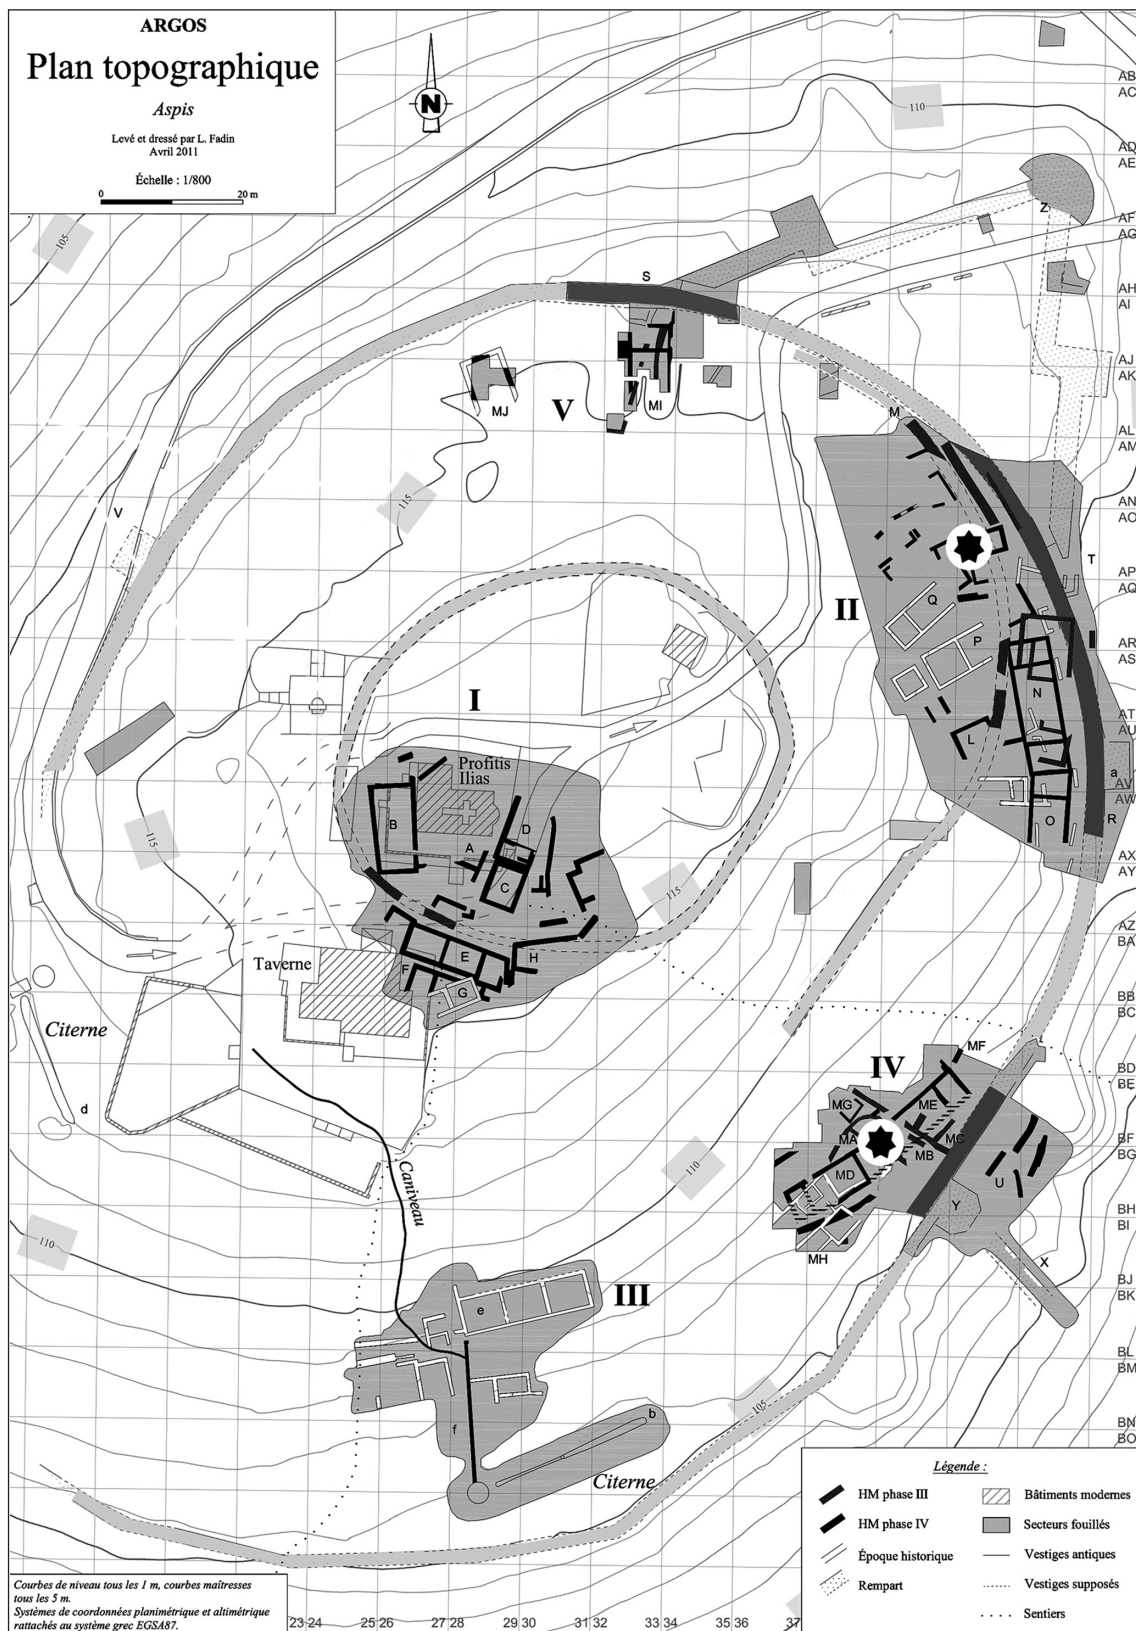 ARGOS
Plan topographique
Aspis
Levé et dressé par L. Fadin
Avril 2011
Échelle : 1/800
0 20 m
N
AB
AC
110
AD
AE
105
Z
AF
AG
S
AH
AI
AJ
AK
MJ
V
MI
M
AL
AM
115
AN
AO
V
T
AP
AQ
II
Q
P
AR
AS
I
N
AT
AU
L
Profitis
Ilias
a
AV
AW
B
D
O
R
115
A
C
AX
AY
115
AZ
BA
E
H
Taverne
F
G
BB
BC
Citerne
MF
IV
BD
BE
d
MG
ME
MA
MC
MB
BF
BG
110
MD
U
Caniveau
Y
BH
BI
110
MH
X
III
BJ
BK
e
BL
BM
105
b
f
BN
BO
Citerne
Légende :
HM phase III
HM phase IV
Époque historique
Rempart
Bâtiments modernes
Secteurs fouillés
Vestiges antiques
Vestiges supposés
Sentiers
Courbes de niveau tous les 1 m, courbes maîtresses
tous les 5 m.
Systèmes de coordonnées planimétrique et altimétrique
rattachés au système grec EGSA87.
23 24 25 26 27 28 29 30 31 32 33 34 35 36 37